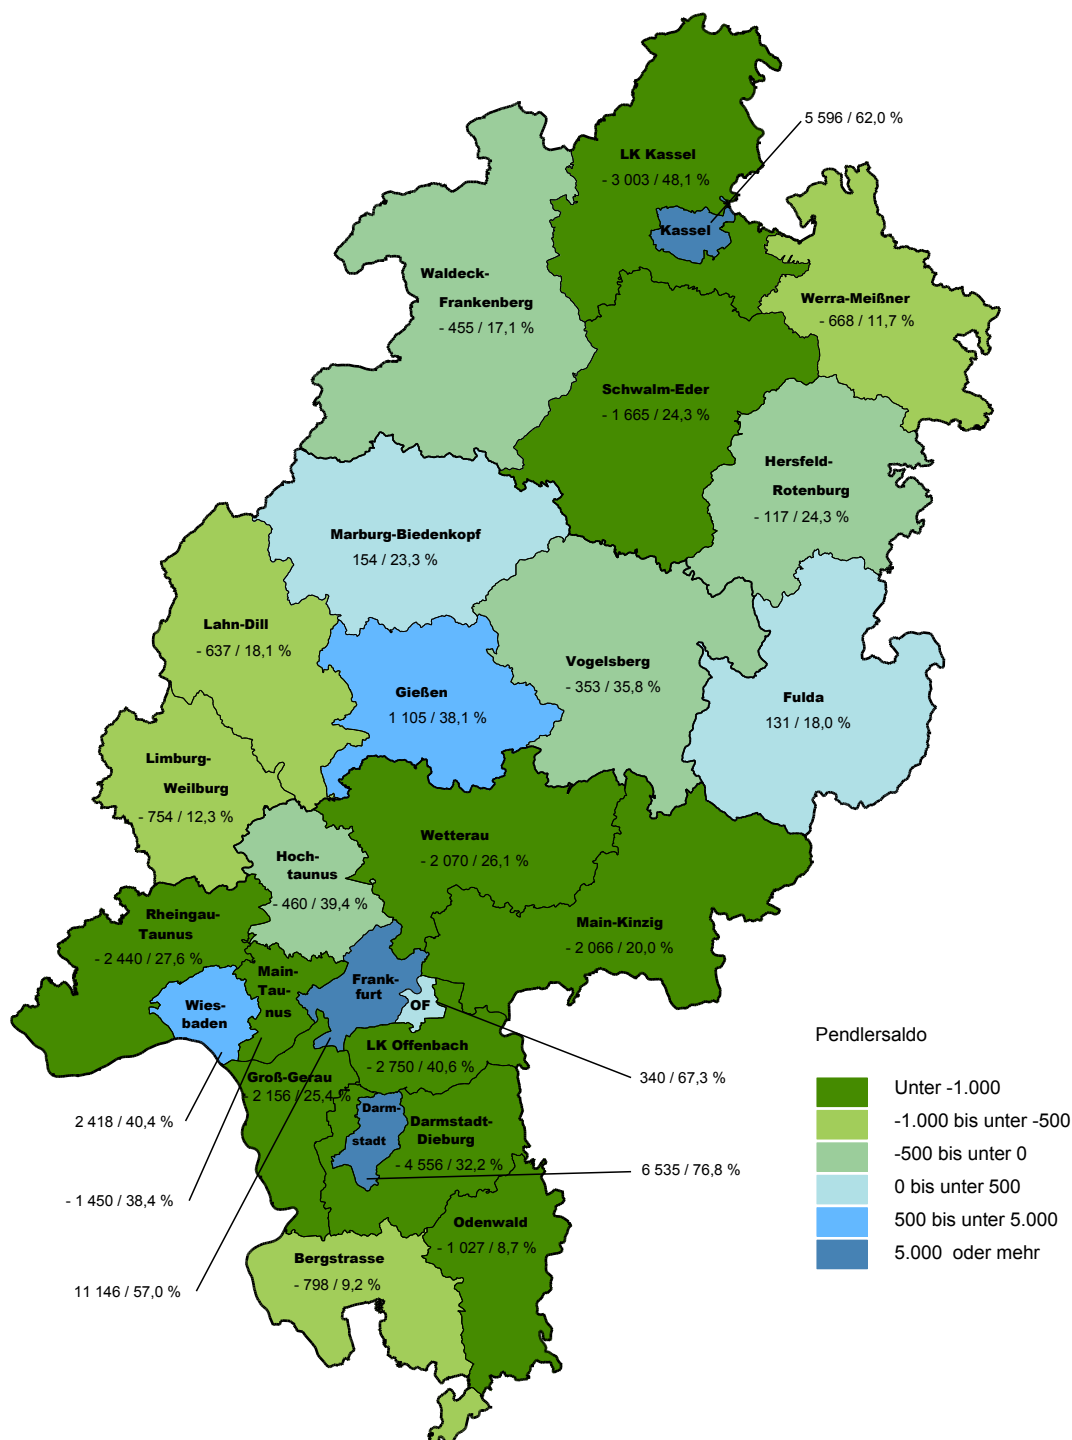 5 596 / 62,0 %
LK Kassel
- 3 003 / 48,1 %
Kassel
Waldeck-
Frankenberg
- 455 / 17,1 %
Werra-Meißner
- 668 / 11,7 %
Schwalm-Eder
- 1 665 / 24,3 %
Hersfeld-
Rotenburg
- 117 / 24,3 %
Marburg-Biedenkopf
154 / 23,3 %
Lahn-Dill
- 637 / 18,1 %
Vogelsberg
- 353 / 35,8 %
Gießen
1 105 / 38,1 %
Fulda
131 / 18,0 %
Limburg-
Weilburg
- 754 / 12,3 %
Wetterau
- 2 070 / 26,1 %
Hoch-
taunus
- 460 / 39,4 %
Rheingau-
Taunus
- 2 440 / 27,6 %
Main-Kinzig
- 2 066 / 20,0 %
Main-
Tau-
nus
Frank-
furt
Wies-
baden
OF
LK Offenbach
- 2 750 / 40,6 %
Groß-Gerau
- 2 156 / 25,4 %
340 / 67,3 %
Darm-
stadt
2 418 / 40,4 %
Darmstadt-
Dieburg
- 4 556 / 32,2 %
6 535 / 76,8 %
- 1 450 / 38,4 %
Odenwald
- 1 027 / 8,7 %
Bergstrasse
- 798 / 9,2 %
11 146 / 57,0 %
Pendlersaldo
Unter -1.000
-1.000 bis unter -500
-500 bis unter 0
0 bis unter 500
500 bis unter 5.000
5.000 oder mehr